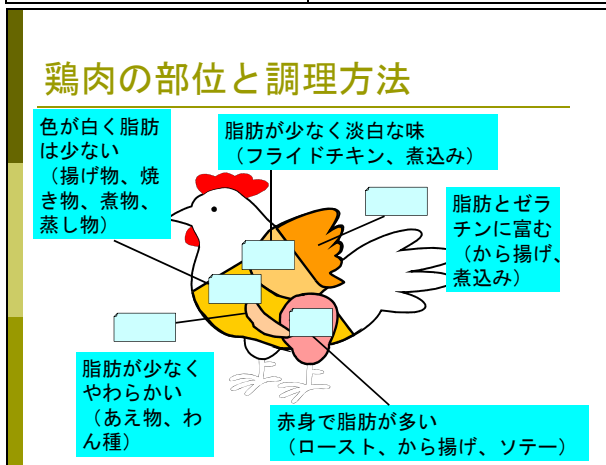 鶏肉の部位と調理方法
色が白く脂肪
は少ない
（揚げ物、焼
き物、煮物、
蒸し物）
脂肪が少なく淡白な味
（フライドチキン、煮込み）
脂肪とゼラ
チンに富む
（から揚げ、
煮込み）
脂肪が少なく
やわらかい
（あえ物、わ
ん種）
赤身で脂肪が多い
（ロースト、から揚げ、ソテー）